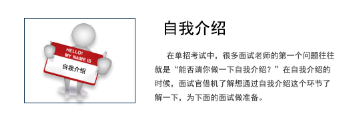 自我介绍
HELLO!
MY NAME IS
自我介绍
在单招考试中，很多面试老师的第一个问题往往
就是“能否请你做一下自我介绍？”在自我介绍的
时候，面试官借机了解想通过自我介绍这个环节了
解一下，为下面的面试做准备。